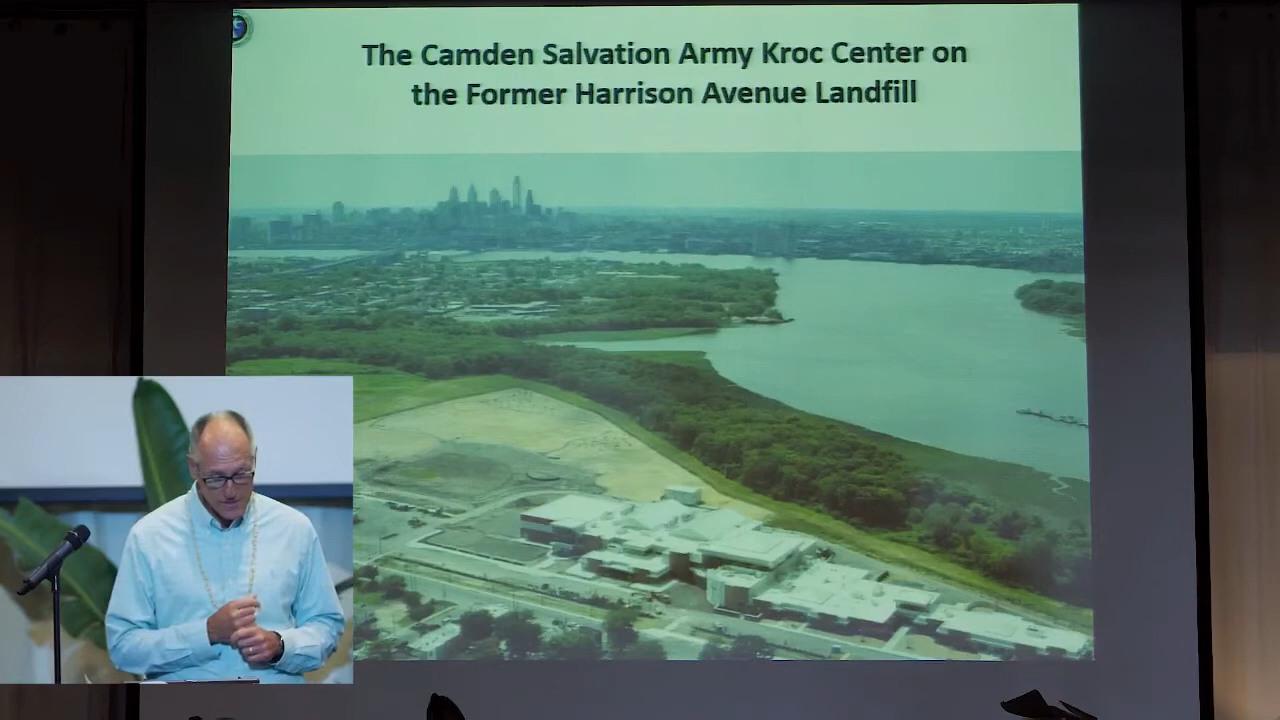 The Camden Salvation Army Kroc Center on
the Former Harrison Avenue Landfill